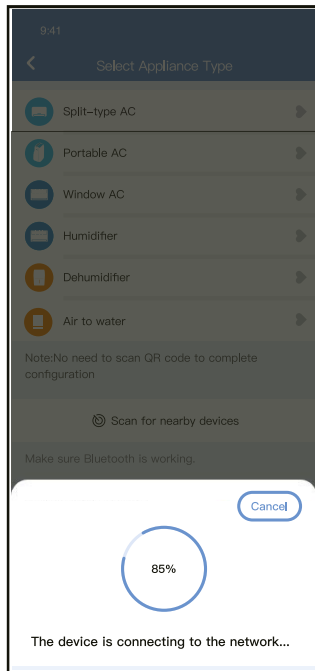 9:41
Select Appliance Type
Split-type AC
Portable AC
Window AC
Humidifier
Dehumidifier
Air to water
Note:No need to scan QR code to complete
configuration
Scan for nearby devices
Make sure Bluetooth is working.
Cancel
85%
The device is connecting to the network...